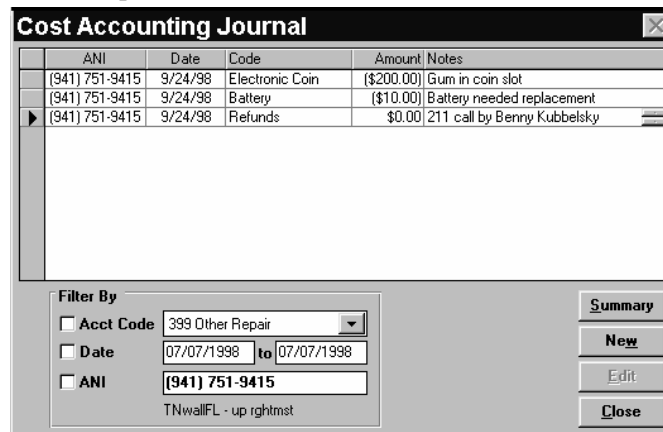 Cost Accounting Journal
ANI Date Code Amount Notes
(941) 751-9415 9/24/98 Electronic Coin ($200.00) Gum in coin slot
(941) 751-9415 9/24/98 Battery ($10.00) Battery needed replacement
(941) 751-9415 9/24/98 Refunds $0.00 211 call by Benny Kubbelsky
Filter By
Acct Code 399 Other Repair
Date 07/07/1998 to 07/07/1998
ANI (941) 751-9415
TNwallFL - up rghtmst
Summary
New
Edit
Close